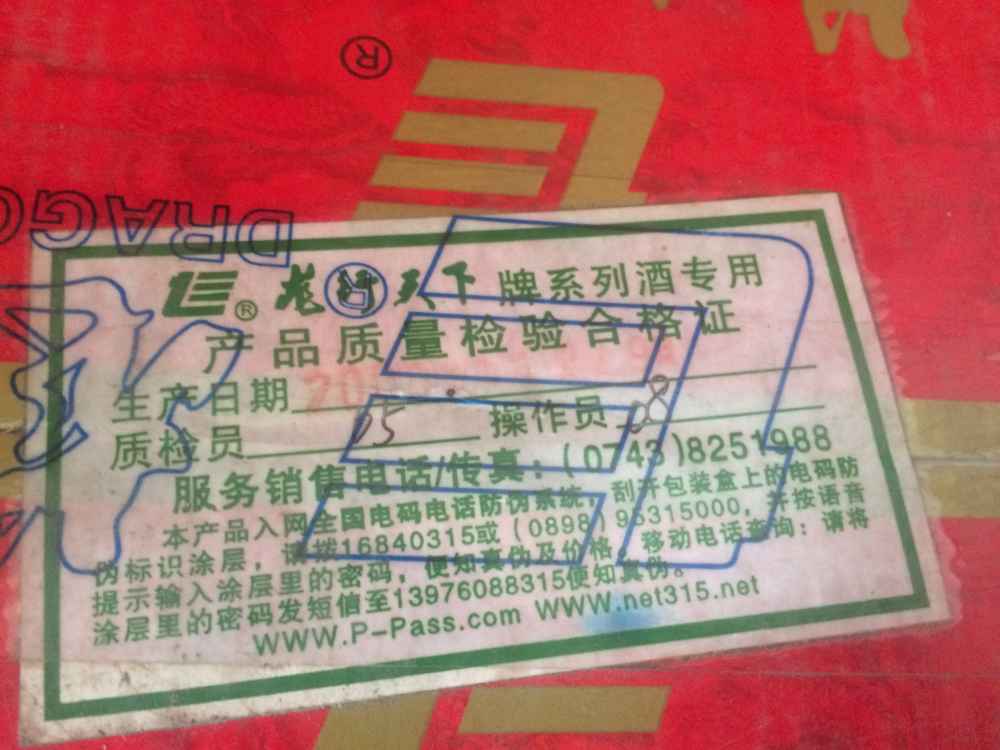 ®
DRAG
® 龙行天下 牌系列酒专用
产品质量检验合格证
生产日期
质检员 05 操作员 08
服务销售电话/传真:(0743)8251988
本产品入网全国电码电话防伪系统,刮开包装盒上的电码防
伪标识涂层,请拨16840315或(0898)96315000,并按语音
提示输入涂层里的密码,便知真伪及价格。移动电话查询:请将
涂层里的密码发短信至13976088315便知真伪。
WWW.P-Pass.com WWW.net315.net